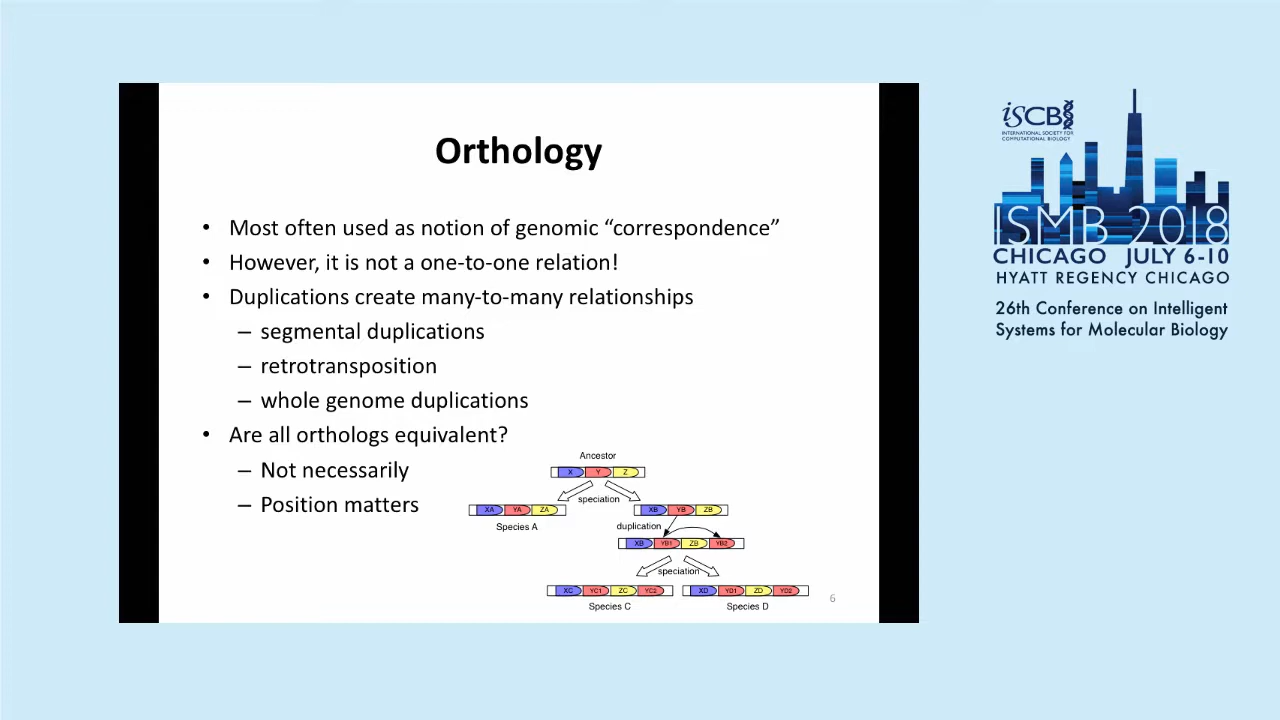 Orthology
• Most often used as notion of genomic “correspondence”
• However, it is not a one-to-one relation!
• Duplications create many-to-many relationships
– segmental duplications
– retrotransposition
– whole genome duplications
• Are all orthologs equivalent?
– Not necessarily
– Position matters
Ancestor
X Y Z
speciation
XA YA ZA
XB YB ZB
Species A
duplication
XB YB1 ZB YB2
speciation
XC YC1 ZC YC2
XD YD1 ZD YD2
Species C
Species D
6
iSCB
INTERNATIONAL SOCIETY FOR
COMPUTATIONAL BIOLOGY
ISMB 2018
CHICAGO JULY 6-10
HYATT REGENCY CHICAGO
26th Conference on Intelligent
Systems for Molecular Biology